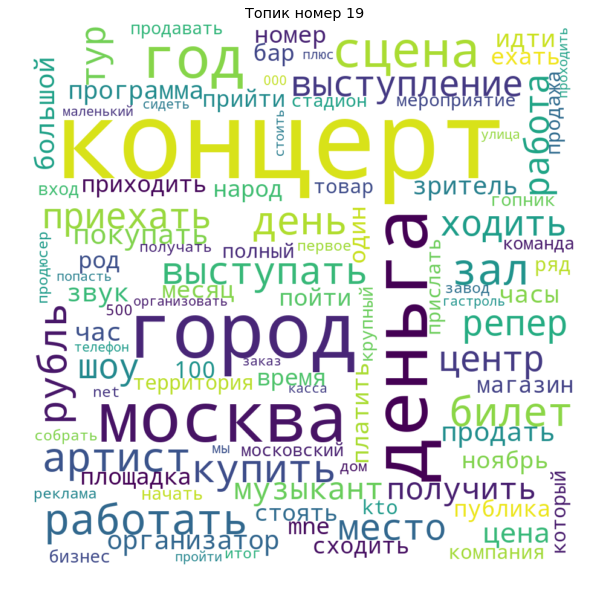 Топик номер 19
продавать
номер
идти
проходить
год
тур
бар
плюс
сцена
ехать
большой
программа
прийти
000
выступление
продажа
маленький
сидеть
стадион
мероприятие
работа
концерт
стоить
улица
вход
приходить
народ
товар
зритель
гопник
приехать
покупать
день
один
ходить
команда
продюсер
род
получать
полный
первое
деньга
прислать
ряд
попасть
звук
месяц
выступать
зал
завод
гастроль
500
организовать
пойти
крупный
часы
рубль
час
город
репер
телефон
шоу
100
заказ
время
центр
net
территория
касса
платить
магазин
москва
билет
собрать
мы
московский
продать
артист
купить
дом
ноябрь
площадка
реклама
начать
музыкант
получить
который
работать
стоять
mne
kto
место
публика
цена
организатор
сходить
бизнес
пройти
итог
компания